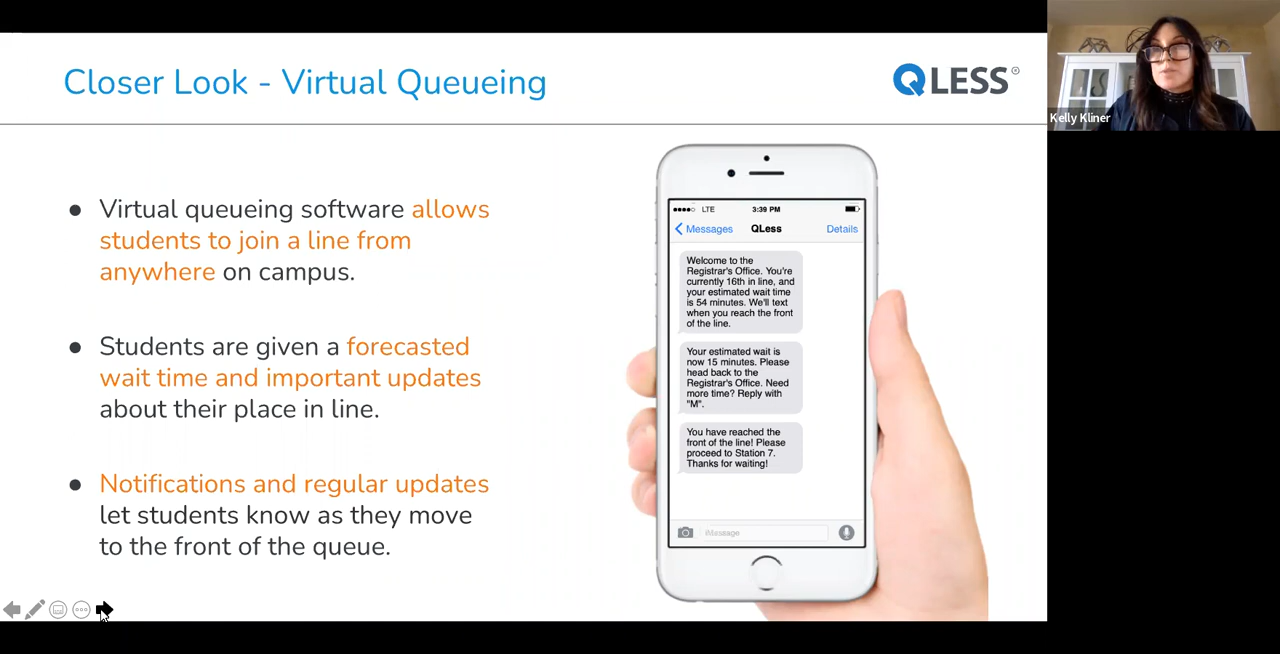 Closer Look - Virtual Queueing
QLESS®
Kelly Kliner
● Virtual queueing software allows
students to join a line from
anywhere on campus.
● Students are given a forecasted
wait time and important updates
about their place in line.
● Notifications and regular updates
let students know as they move
to the front of the queue.
LTE 3:39 PM
Messages QLess Details
Welcome to the
Registrar's Office. You're
currently 16th in line, and
your estimated wait time
is 54 minutes. We'll text
when you reach the front
of the line.
Your estimated wait is
now 15 minutes. Please
head back to the
Registrar's Office. Need
more time? Reply with
"M".
You have reached the
front of the line! Please
proceed to Station 7.
Thanks for waiting!
iMessage